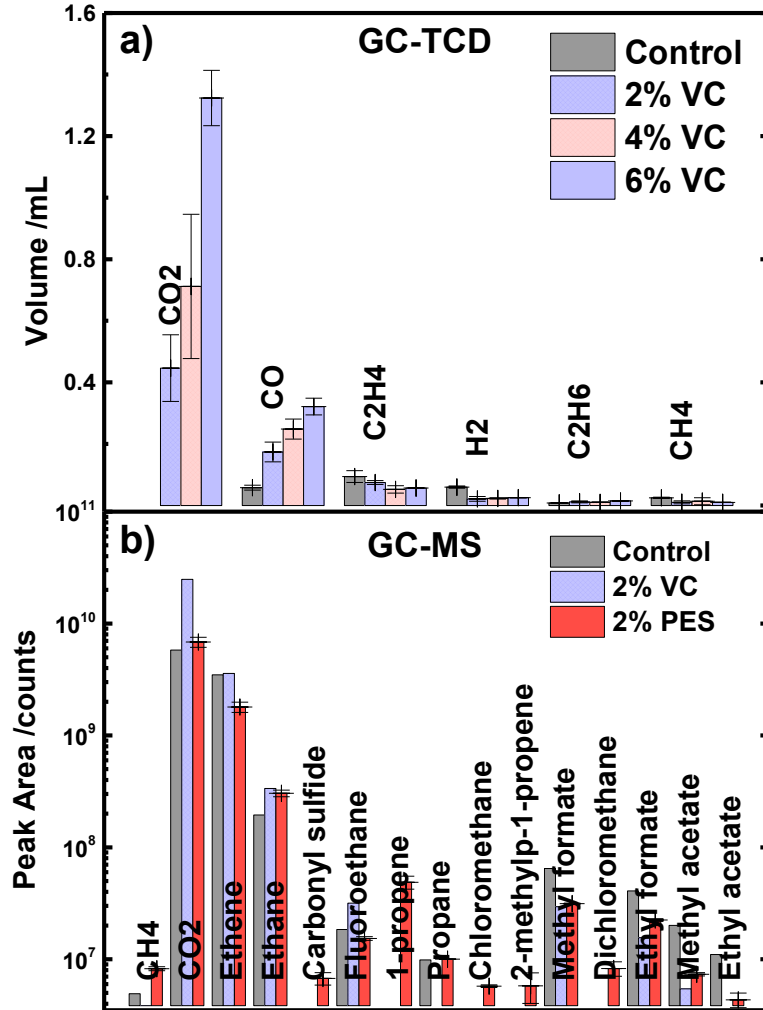 a)
GC-TCD
Control
2% VC
4% VC
6% VC
1.6
1.2
0.8
0.4
Volume /mL
CO2
CO
C2H4
H2
C2H6
CH4
b)
GC-MS
Control
2% VC
2% PES
10^11
10^10
10^9
10^8
10^7
Peak Area /counts
CH4
CO2
Ethene
Ethane
Carbonyl sulfide
Fluoroethane
1-propene
Propane
Chloromethane
2-methylp-1-propene
Methyl formate
Dichloromethane
Ethyl formate
Methyl acetate
Ethyl acetate